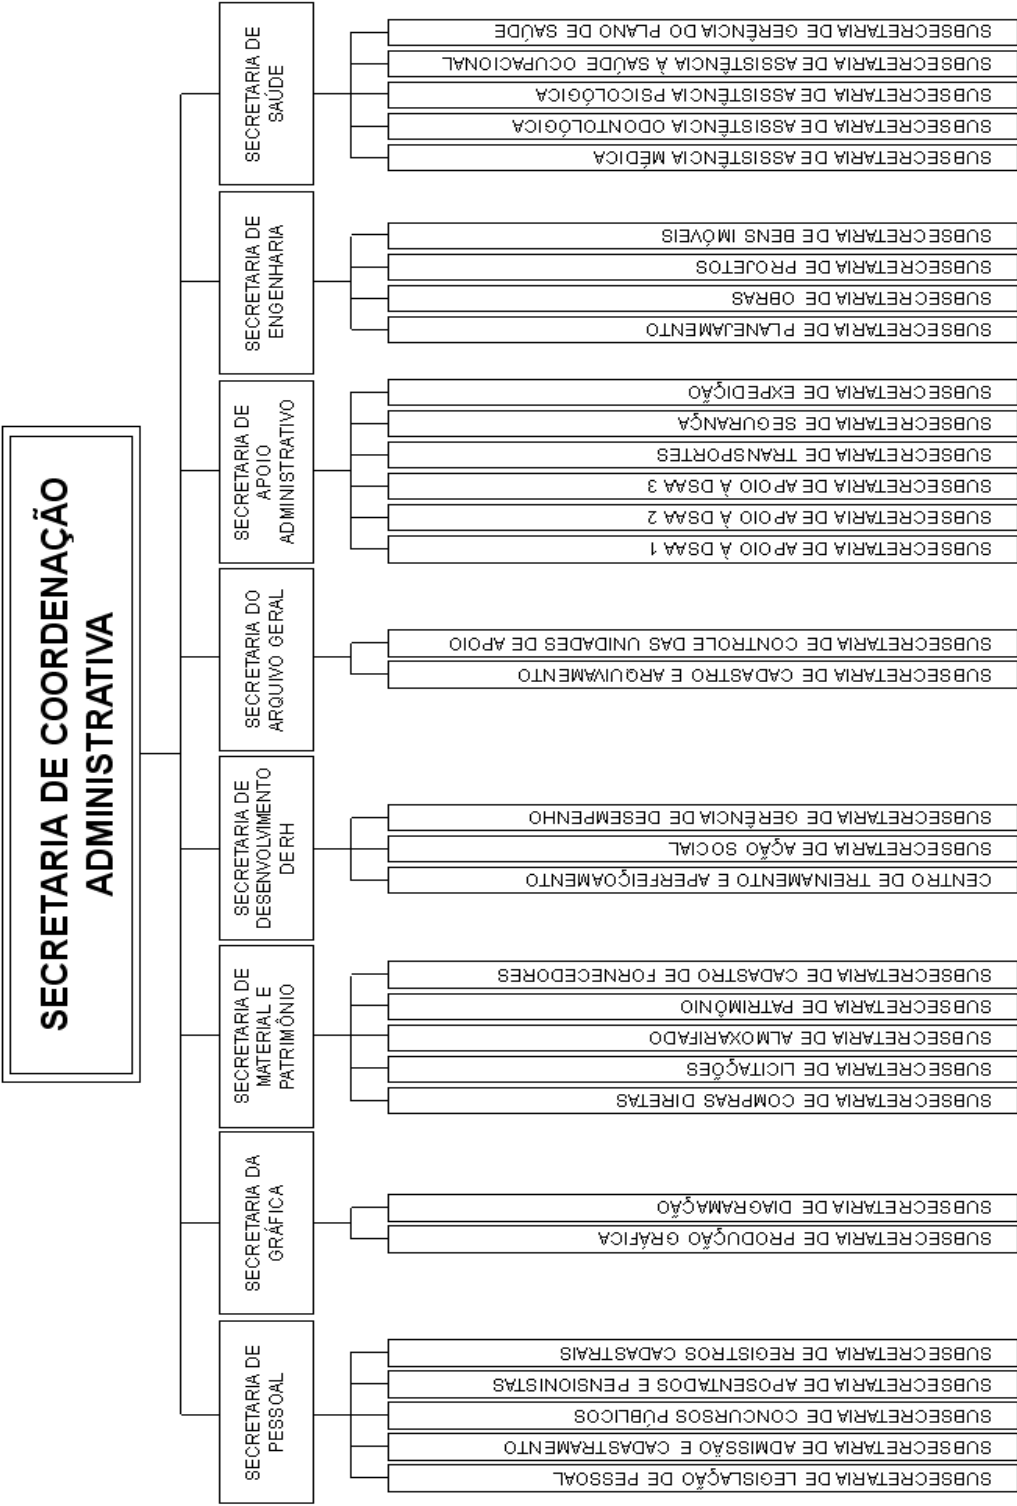 SECRETARIA DE COORDENAÇÃO
ADMINISTRATIVA
SECRETARIA DE
PESSOAL
SUBSECRETARIA DE LEGISLAÇÃO DE PESSOAL
SUBSECRETARIA DE ADMISSÃO E CADASTRAMENTO
SUBSECRETARIA DE CONCURSOS PÚBLICOS
SUBSECRETARIA DE APOSENTADOS E PENSIONISTAS
SUBSECRETARIA DE REGISTROS CADASTRAIS
SECRETARIA DA
GRÁFICA
SUBSECRETARIA DE PRODUÇÃO GRÁFICA
SUBSECRETARIA DE DIAGRAMAÇÃO
SECRETARIA DE
MATERIAL E
PATRIMÔNIO
SUBSECRETARIA DE COMPRAS DIRETAS
SUBSECRETARIA DE LICITAÇÕES
SUBSECRETARIA DE ALMOXARIFADO
SUBSECRETARIA DE PATRIMÔNIO
SUBSECRETARIA DE CADASTRO DE FORNECEDORES
SECRETARIA DE
DESENVOLVIMENTO
DE RH
CENTRO DE TREINAMENTO E APERFEIÇOAMENTO
SUBSECRETARIA DE AÇÃO SOCIAL
SUBSECRETARIA DE GERÊNCIA DE DESEMPENHO
SECRETARIA DO
ARQUIVO GERAL
SUBSECRETARIA DE CADASTRO E ARQUIVAMENTO
SUBSECRETARIA DE CONTROLE DAS UNIDADES DE APOIO
SECRETARIA DE
APOIO
ADMINISTRATIVO
SUBSECRETARIA DE APOIO À DSAA 1
SUBSECRETARIA DE APOIO À DSAA 2
SUBSECRETARIA DE APOIO À DSAA 3
SUBSECRETARIA DE TRANSPORTES
SUBSECRETARIA DE SEGURANÇA
SUBSECRETARIA DE EXPEDIÇÃO
SECRETARIA DE
ENGENHARIA
SUBSECRETARIA DE PLANEJAMENTO
SUBSECRETARIA DE OBRAS
SUBSECRETARIA DE PROJETOS
SUBSECRETARIA DE BENS IMÓVEIS
SECRETARIA DE
SAÚDE
SUBSECRETARIA DE ASSISTÊNCIA MÉDICA
SUBSECRETARIA DE ASSISTÊNCIA ODONTOLÓGICA
SUBSECRETARIA DE ASSISTÊNCIA PSICOLÓGICA
SUBSECRETARIA DE ASSISTÊNCIA À SAÚDE OCUPACIONAL
SUBSECRETARIA DE GERÊNCIA DO PLANO DE SAÚDE